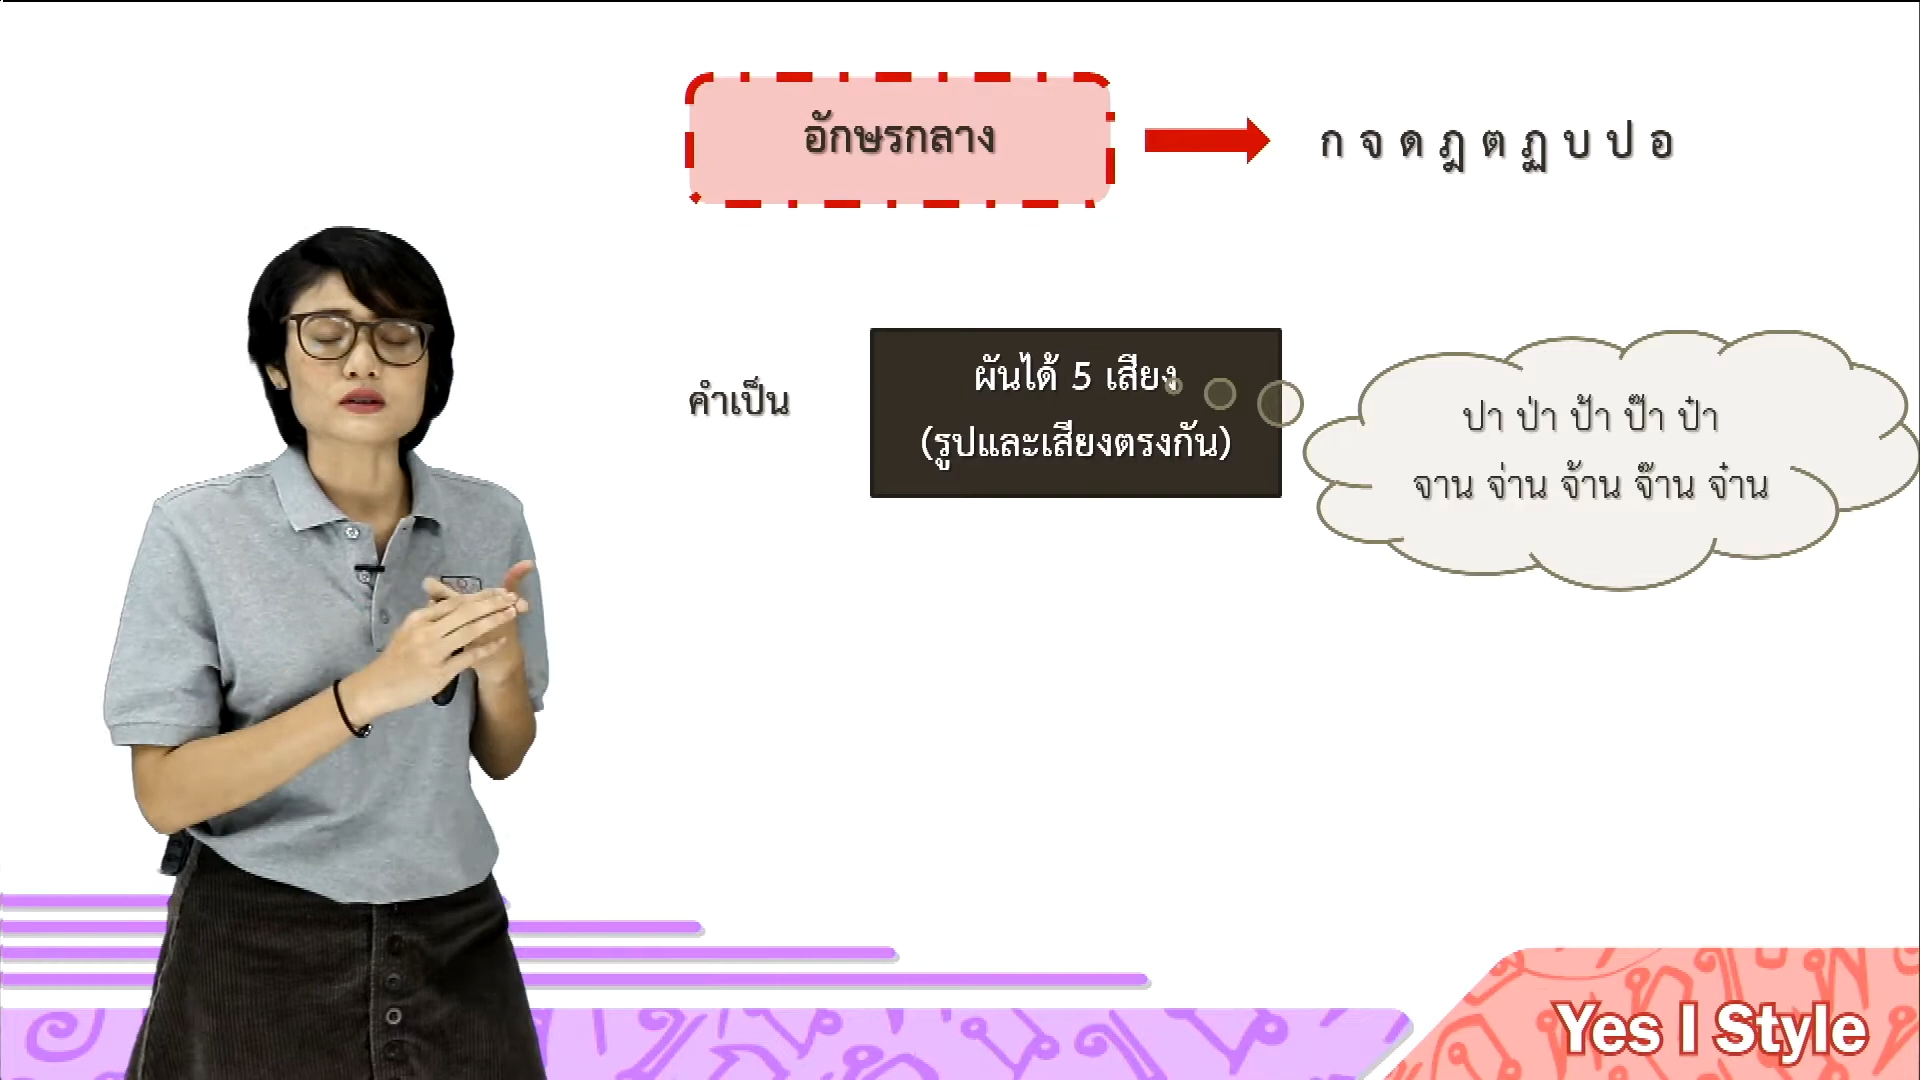 อักษรกลาง
ก จ ด ฎ ต ฏ บ ป อ
คำเป็น
ผันได้ 5 เสียง
(รูปและเสียงตรงกัน)
ปา ป่า ป้า ป๊า ป๋า
จาน จ่าน จ้าน จ๊าน จ๋าน
Yes I Style